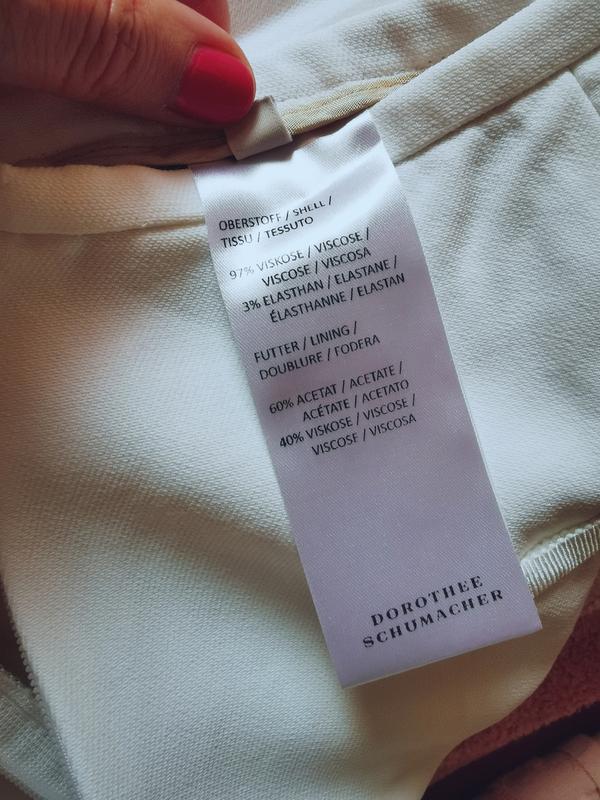 OBERSTOFF / SHELL /
TISSU / TESSUTO
97% VISKOSE / VISCOSE /
VISCOSE / VISCOSA
3% ELASTHAN / ELASTANE /
ÉLASTHANNE / ELASTAN
FUTTER / LINING /
DOUBLURE / FODERA
60% ACETAT / ACETATE /
ACÉTATE / ACETATO
40% VISKOSE / VISCOSE /
VISCOSE / VISCOSA
DOROTHEE
SCHUMACHER